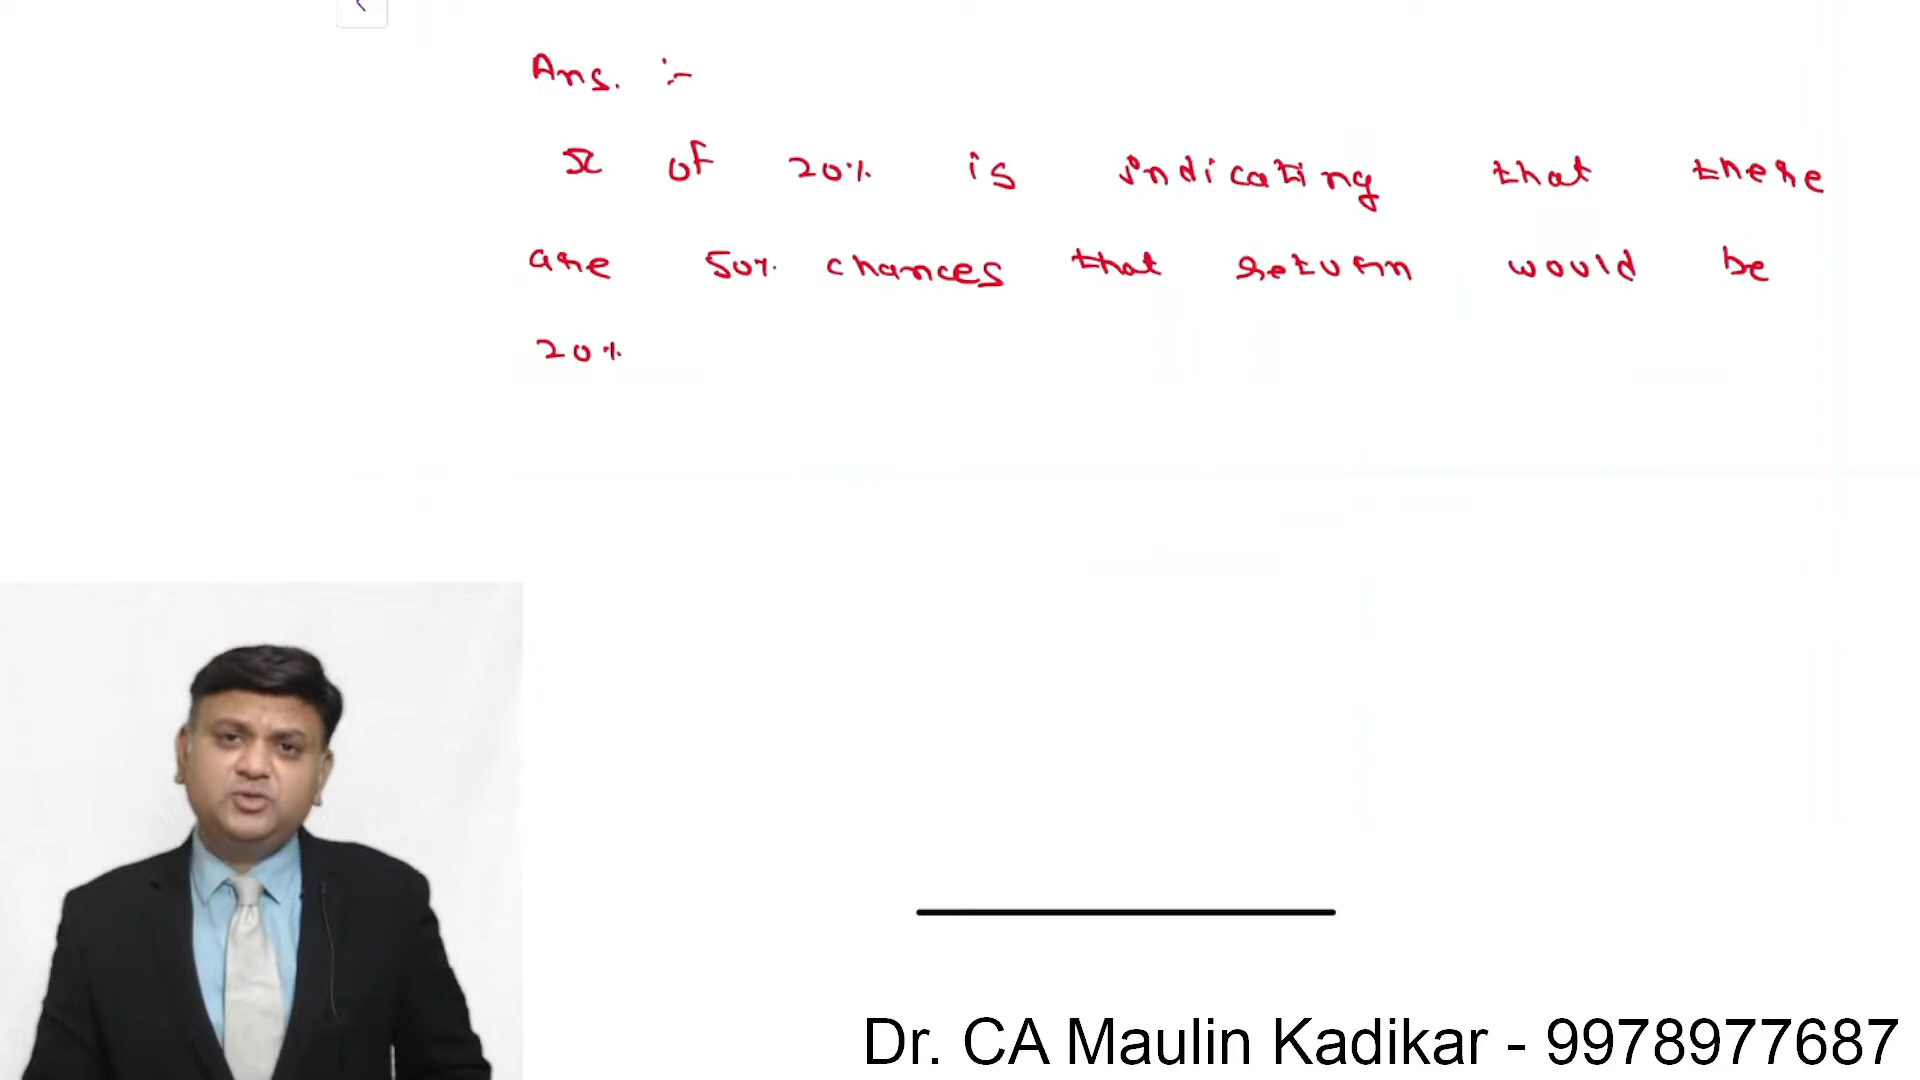 Ans. :-
x of 20% is indicating that there
are 50% chances that return would be
20%
Dr. CA Maulin Kadikar - 9978977687